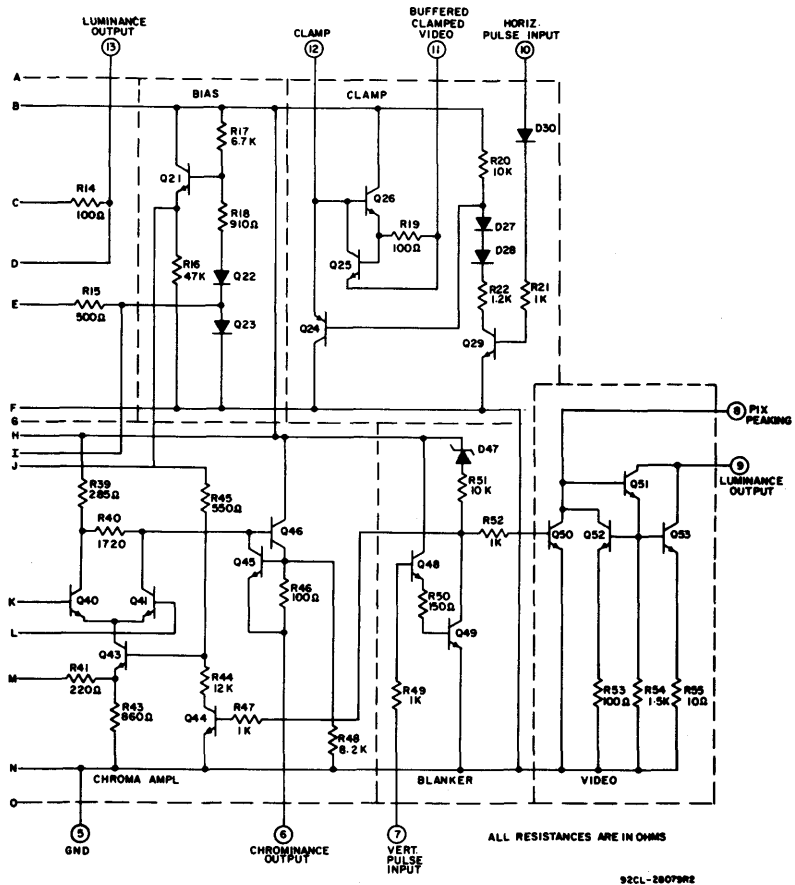 LUMINANCE
OUTPUT
13
CLAMP
12
BUFFERED
CLAMPED
VIDEO
11
HORIZ.
PULSE INPUT
10
A
BIAS
CLAMP
B
R17
6.7K
D30
R20
10K
Q21
Q26
C
R14
100Ω
R18
910Ω
R19
100Ω
D27
D28
D
R16
47K
Q25
Q22
R22
1.2K
R21
1K
E
R15
500Ω
Q23
Q24
Q29
F
G
H
I
J
8
PIX
PEAKING
D47
9
LUMINANCE
OUTPUT
R39
285Ω
R45
550Ω
R51
10K
Q51
R40
1720
Q46
R52
1K
Q50
Q52
Q53
Q45
Q48
K
Q40
Q41
R46
100Ω
R50
150Ω
L
Q49
Q43
M
R41
220Ω
R44
12K
R43
860Ω
Q44
R47
1K
R49
1K
R48
8.2K
R53
100Ω
R54
1.5K
R55
10Ω
N
CHROMA AMPL
BLANKER
VIDEO
O
5
GND
6
CHROMINANCE
OUTPUT
7
VERT.
PULSE
INPUT
ALL RESISTANCES ARE IN OHMS
92CL-28079R2